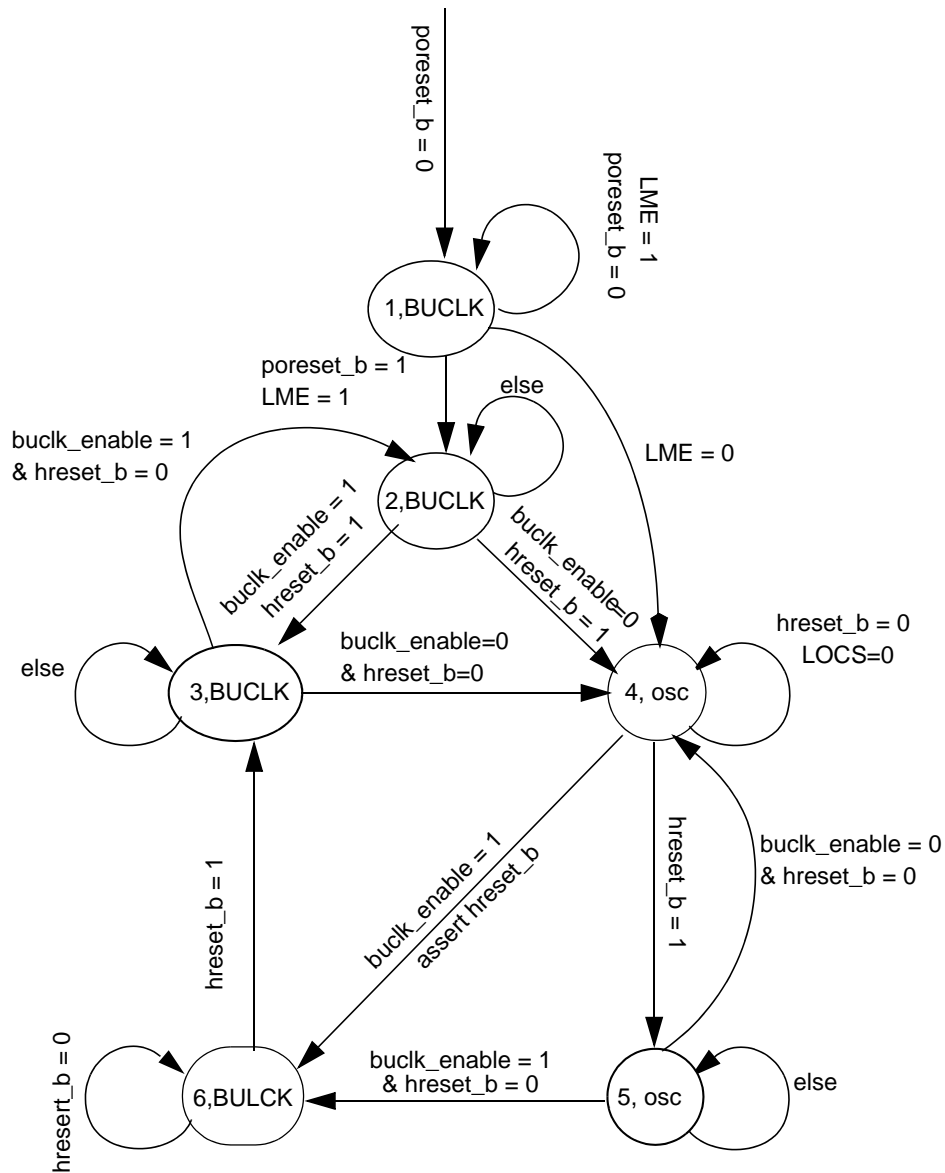 poreset_b = 0
LME = 1
poreset_b = 0
1,BUCLK
poreset_b = 1
LME = 1
else
buclk_enable = 1
& hreset_b = 0
LME = 0
2,BUCLK
buclk_enable = 1
hreset_b = 1
buclk_enable=0
hreset_b = 1
hreset_b = 0
LOCS=0
else
buclk_enable=0
& hreset_b=0
3,BUCLK
4, osc
buclk_enable = 1
assert hreset_b
hreset_b = 1
buclk_enable = 0
& hreset_b = 0
hreset_b = 1
hresert_b = 0
6,BULCK
buclk_enable = 1
& hreset_b = 0
5, osc
else